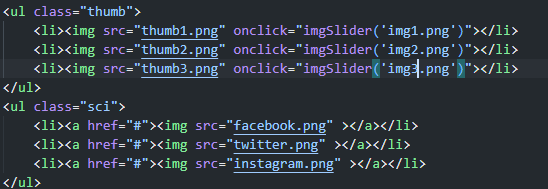 <ul class="thumb">
<li><img src="thumb1.png" onclick="imgSlider('img1.png')"></li>
<li><img src="thumb2.png" onclick="imgSlider('img2.png')"></li>
<li><img src="thumb3.png" onclick="imgSlider('img3.png')"></li>
</ul>
<ul class="sci">
<li><a href="#"><img src="facebook.png" ></a></li>
<li><a href="#"><img src="twitter.png" ></a></li>
<li><a href="#"><img src="instagram.png" ></a></li>
</ul>